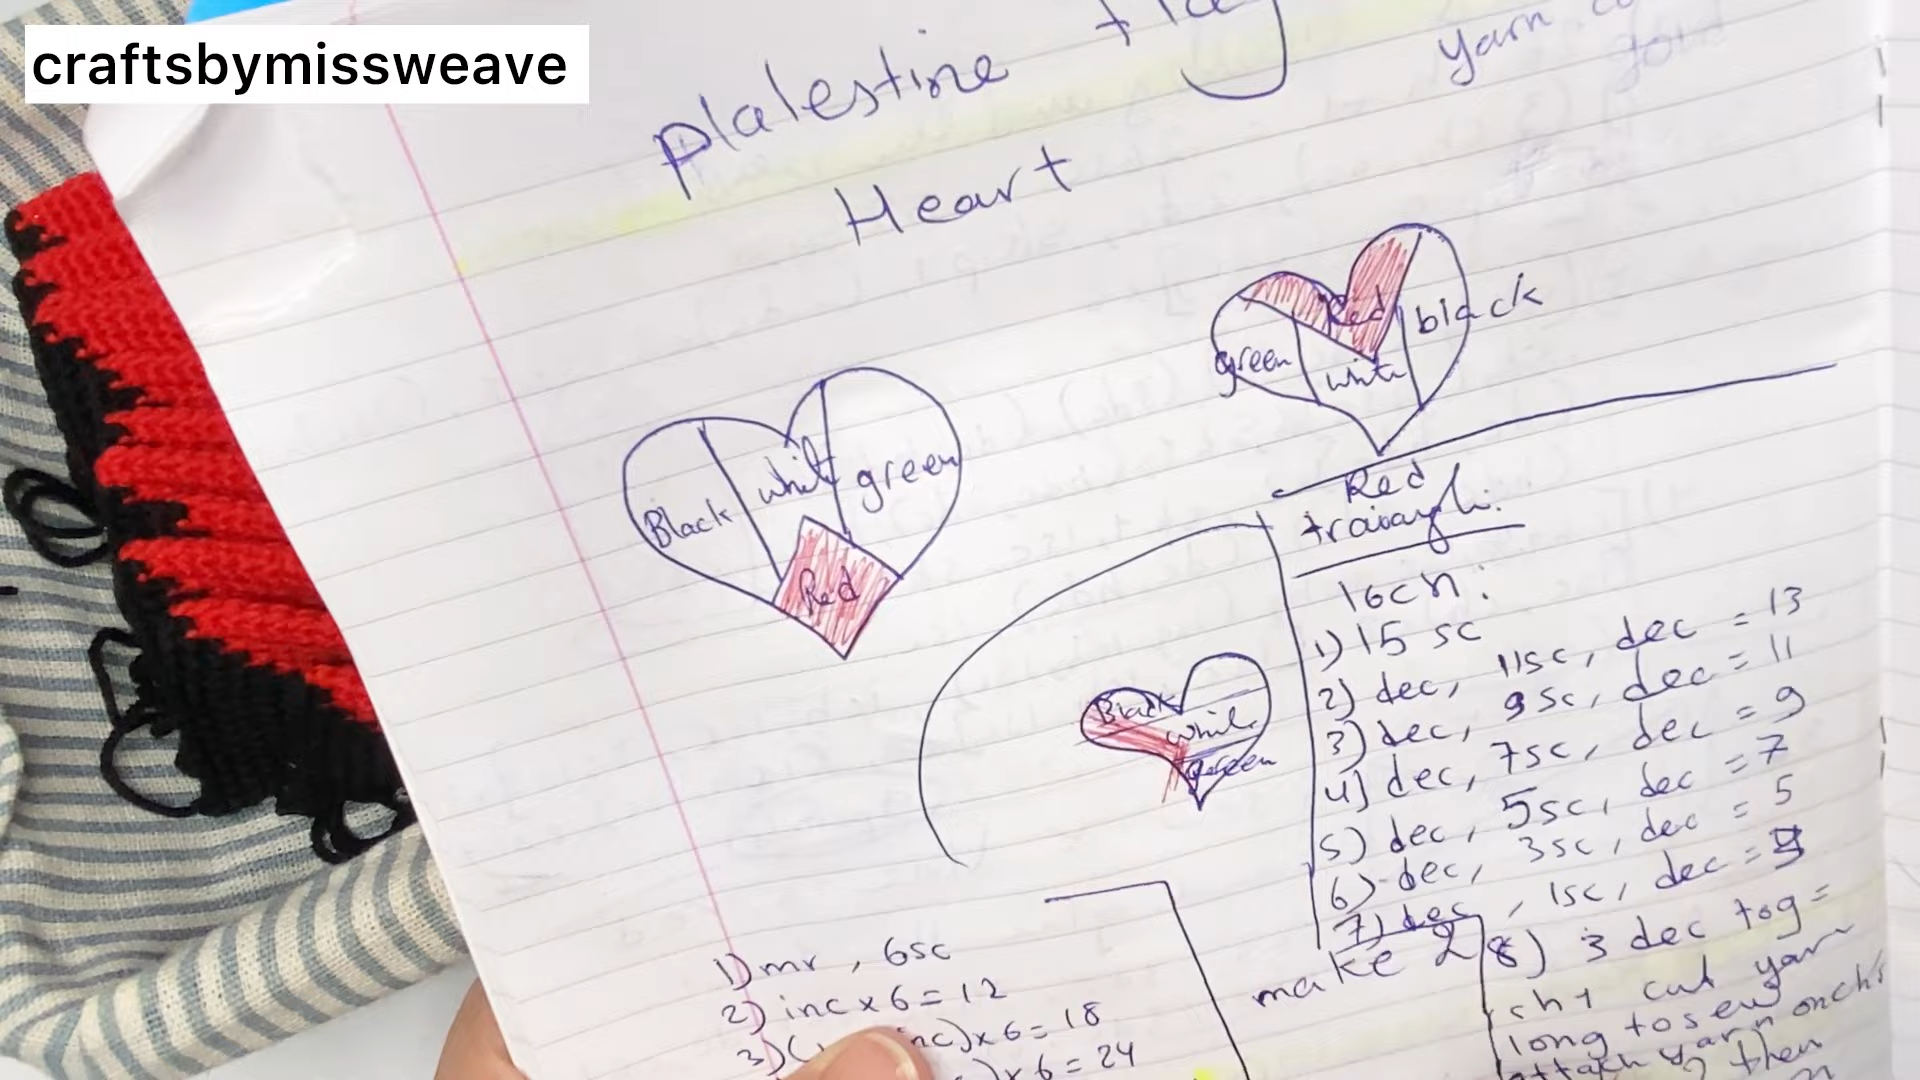 craftsbymissweave
plalestine flag
Heart
yarn
green Red black
white
Black white green
Red
Black
white
green
Red
16ch:
1) 15 sc
2) dec, 11sc, dec = 13
3) dec, 9sc, dec = 11
4) dec, 7sc, dec = 9
5) dec, 5sc, dec = 7
6) dec, 3sc, dec = 5
7) dec, 1sc, dec =
make 2
8) 3 dec tog =
ch 1 cut yarn
long to sew
attach yarn on
then
1) mr, 6sc
2) inc x 6 = 12
x 6 = 18
x 6 = 24